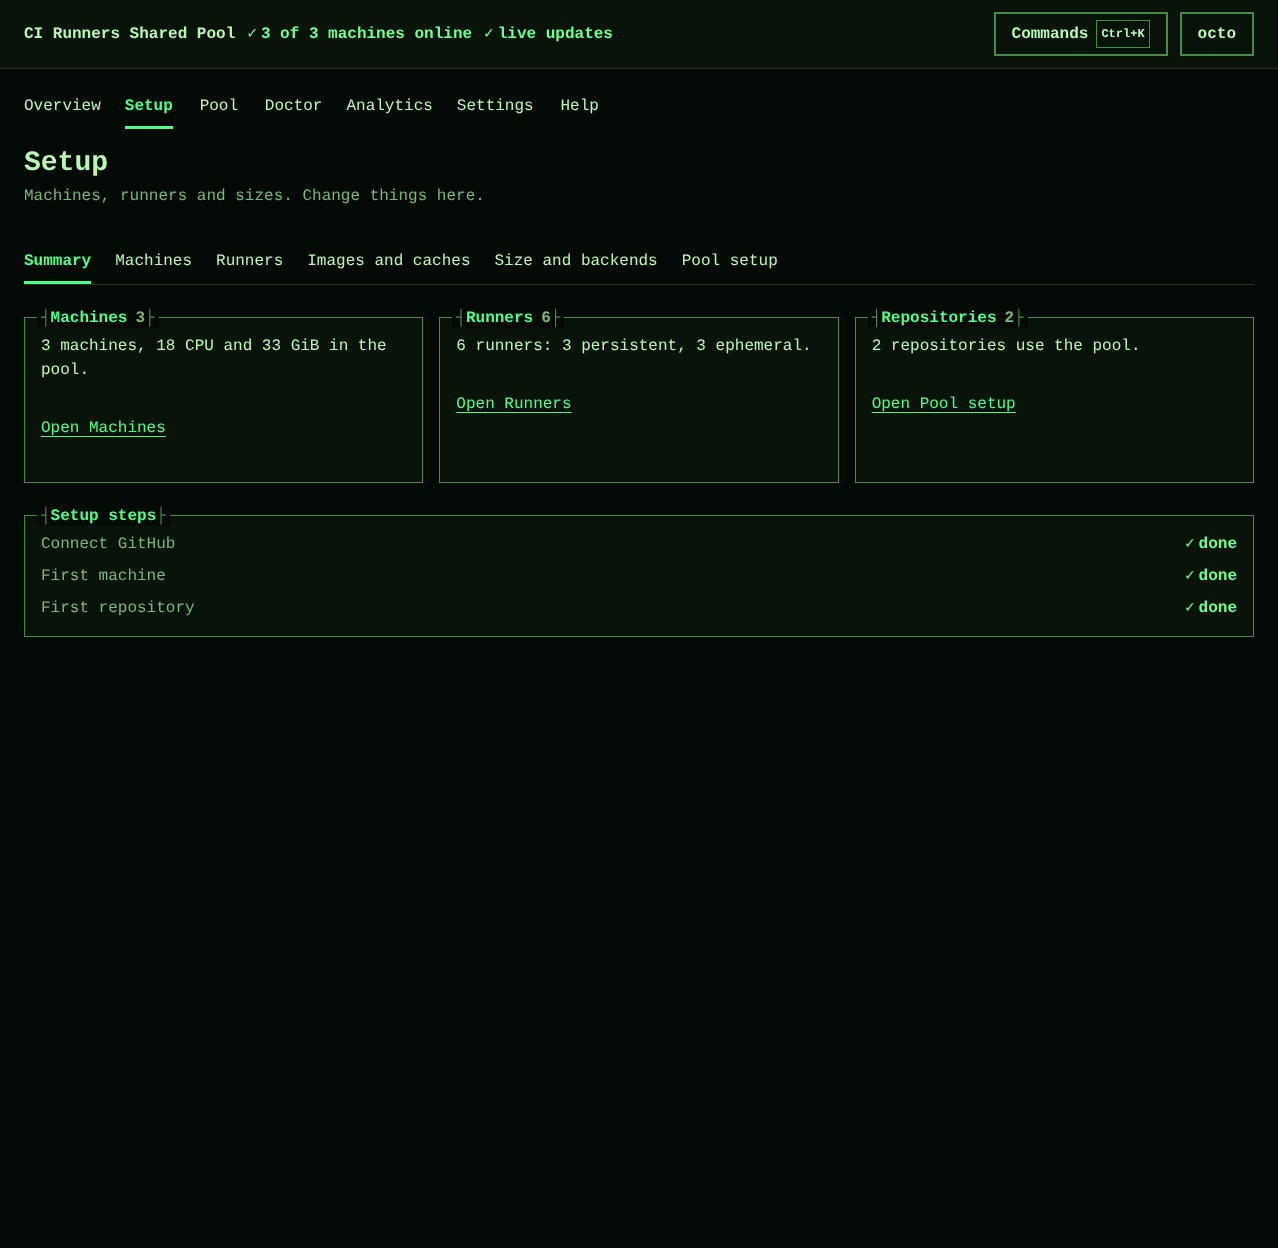 CI Runners Shared Pool ✓ 3 of 3 machines online ✓ live updates Commands Ctrl+K octo
Overview Setup Pool Doctor Analytics Settings Help
Setup
Machines, runners and sizes. Change things here.
Summary Machines Runners Images and caches Size and backends Pool setup
Machines 3
3 machines, 18 CPU and 33 GiB in the
pool.
Open Machines
Runners 6
6 runners: 3 persistent, 3 ephemeral.
Open Runners
Repositories 2
2 repositories use the pool.
Open Pool setup
Setup steps
Connect GitHub ✓ done
First machine ✓ done
First repository ✓ done